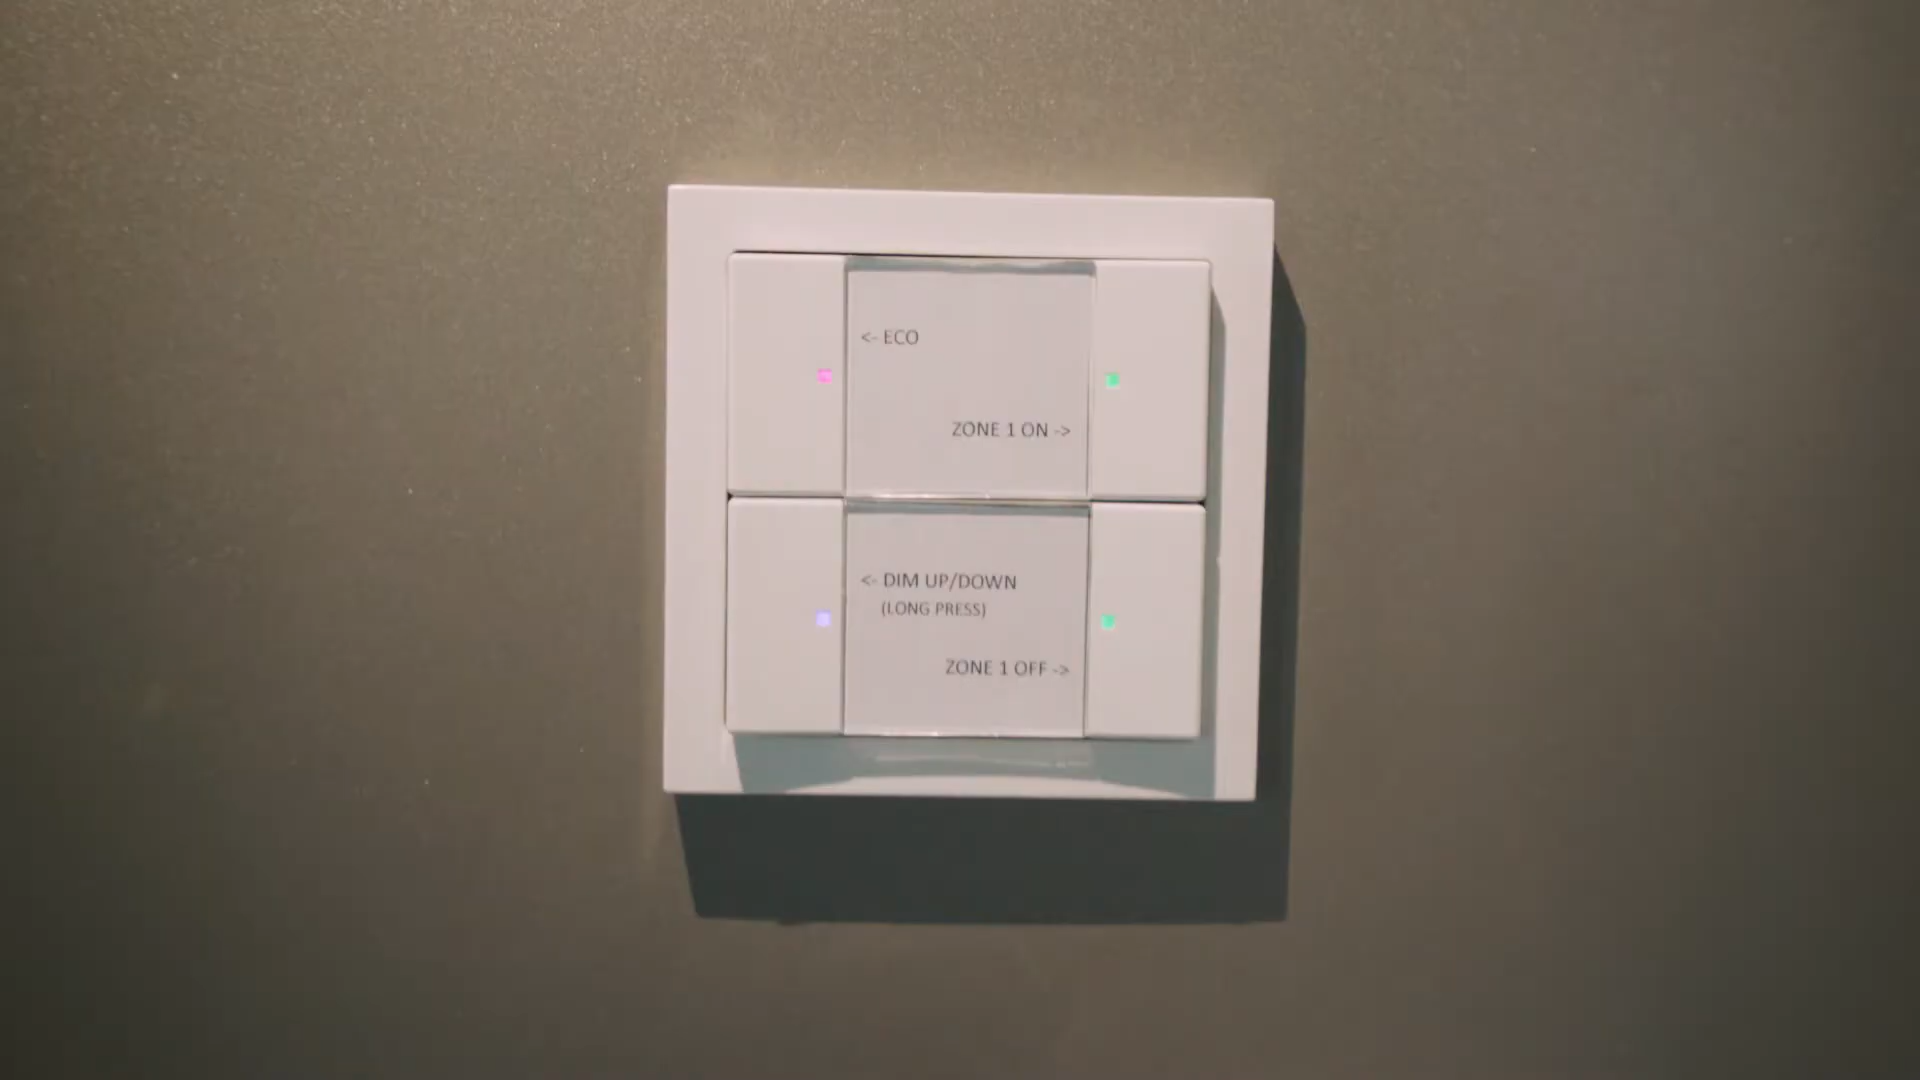 <- ECO
ZONE 1 ON ->
<- DIM UP/DOWN
(LONG PRESS)
ZONE 1 OFF ->